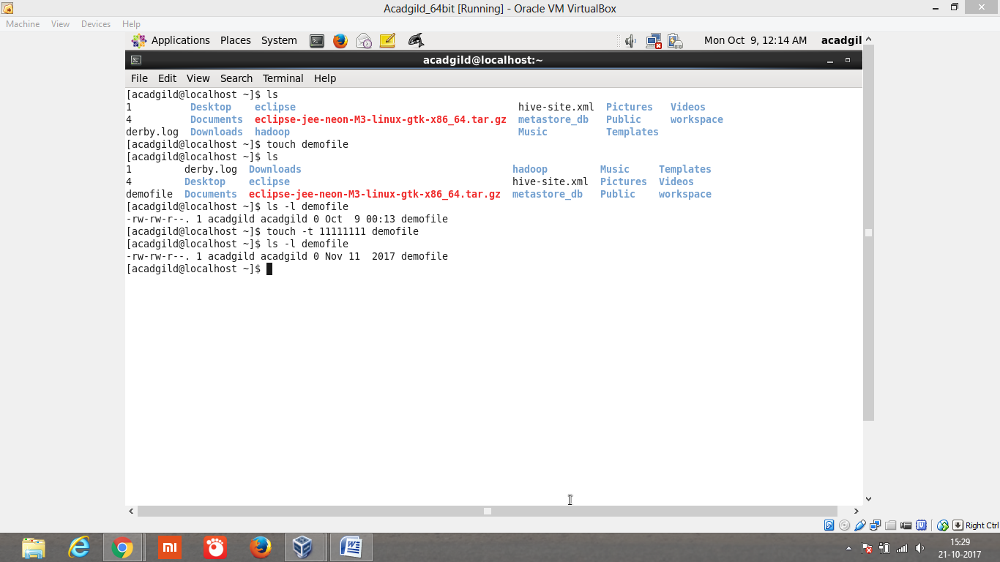 Acadgild_64bit [Running] - Oracle VM VirtualBox
Machine View Devices Help
Applications Places System Mon Oct 9, 12:14 AM acadgil
acadgild@localhost:~
File Edit View Search Terminal Help
[acadgild@localhost ~]$ ls
1 Desktop eclipse hive-site.xml Pictures Videos
4 Documents eclipse-jee-neon-M3-linux-gtk-x86_64.tar.gz metastore_db Public workspace
derby.log Downloads hadoop Music Templates
[acadgild@localhost ~]$ touch demofile
[acadgild@localhost ~]$ ls
1 derby.log Downloads hadoop Music Templates
4 Desktop eclipse hive-site.xml Pictures Videos
demofile Documents eclipse-jee-neon-M3-linux-gtk-x86_64.tar.gz metastore_db Public workspace
[acadgild@localhost ~]$ ls -l demofile
-rw-rw-r--. 1 acadgild acadgild 0 Oct  9 00:13 demofile
[acadgild@localhost ~]$ touch -t 11111111 demofile
[acadgild@localhost ~]$ ls -l demofile
-rw-rw-r--. 1 acadgild acadgild 0 Nov 11  2017 demofile
[acadgild@localhost ~]$
Right Ctrl
mi
15:29
21-10-2017